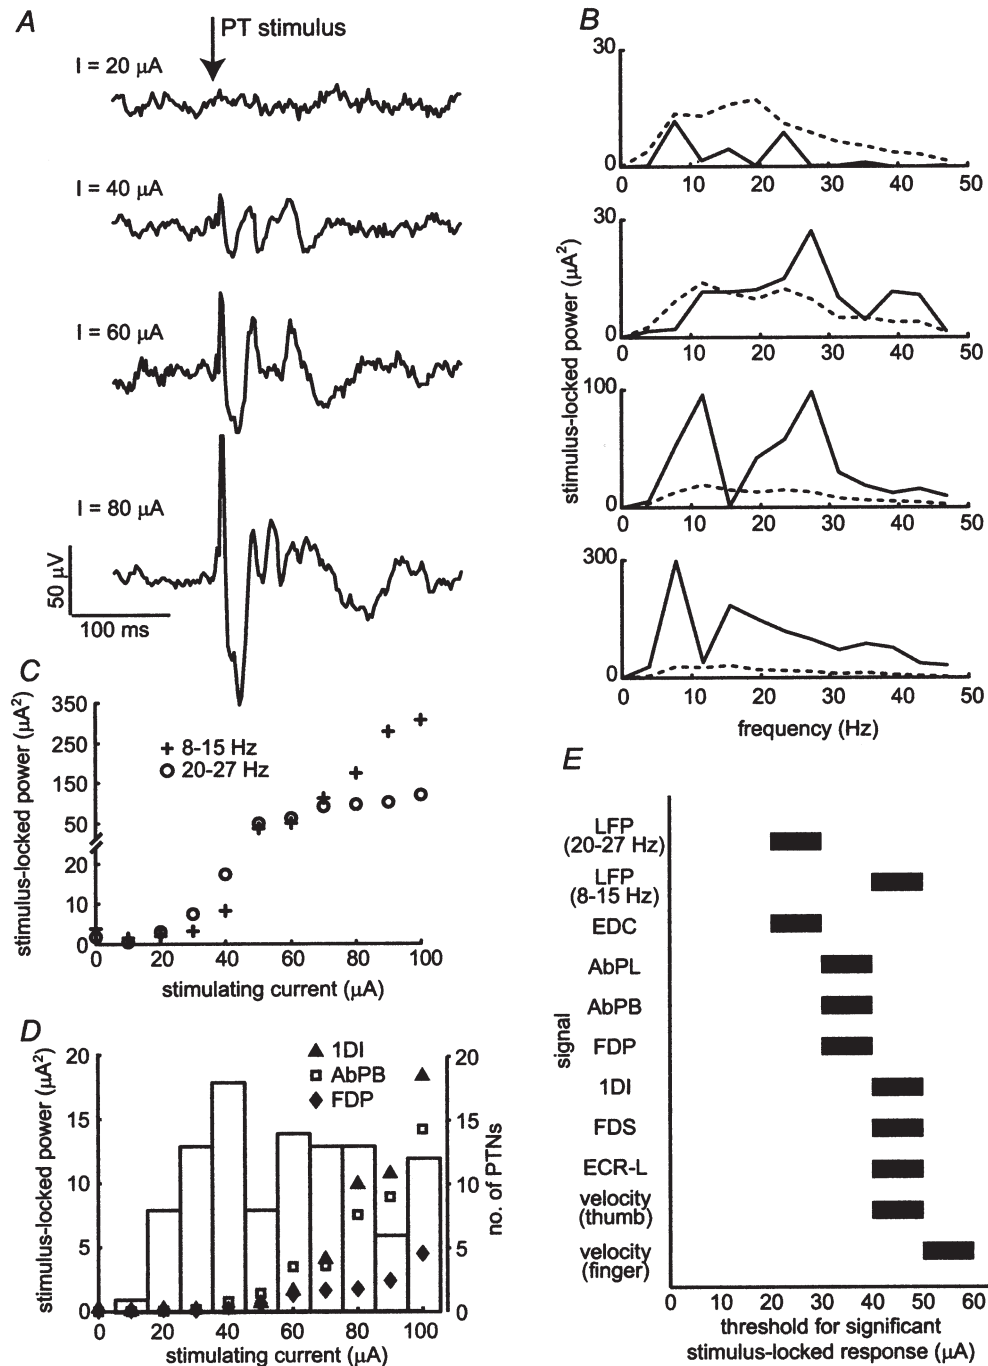 A
PT stimulus
I = 20 µA
I = 40 µA
I = 60 µA
I = 80 µA
50 µV
100 ms
B
30
0
0 10 20 30 40 50
30
0
0 10 20 30 40 50
100
0
0 10 20 30 40 50
300
0
0 10 20 30 40 50
stimulus-locked power (µA²)
frequency (Hz)
C
350
250
150
50
20
10
0
stimulus-locked power (µA²)
8-15 Hz
20-27 Hz
0 20 40 60 80 100
stimulating current (µA)
D
20
15
10
5
0
stimulus-locked power (µA²)
1DI
AbPB
FDP
20
15
10
5
0
no. of PTNs
0 20 40 60 80 100
stimulating current (µA)
E
signal
LFP
(20-27 Hz)
LFP
(8-15 Hz)
EDC
AbPL
AbPB
FDP
1DI
FDS
ECR-L
velocity
(thumb)
velocity
(finger)
0 10 20 30 40 50 60
threshold for significant
stimulus-locked response (µA)